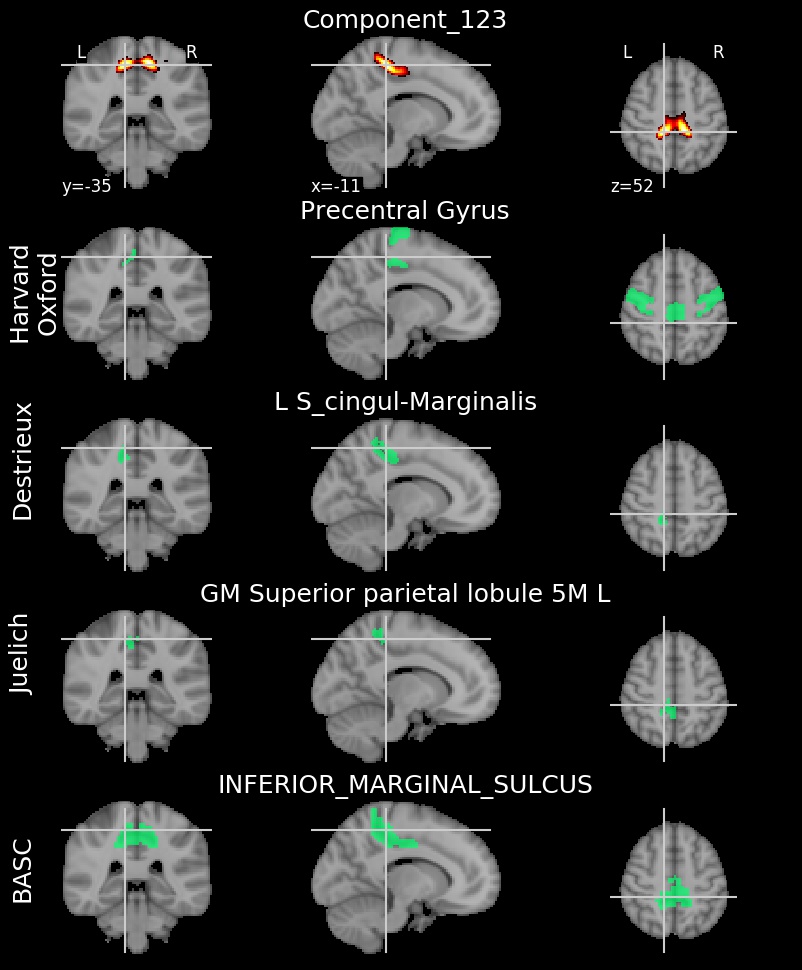 Component_123
L R
L R
y=-35 x=-11 z=52
Precentral Gyrus
Harvard
Oxford
L S_cingul-Marginalis
Destrieux
GM Superior parietal lobule 5M L
Juelich
INFERIOR_MARGINAL_SULCUS
BASC